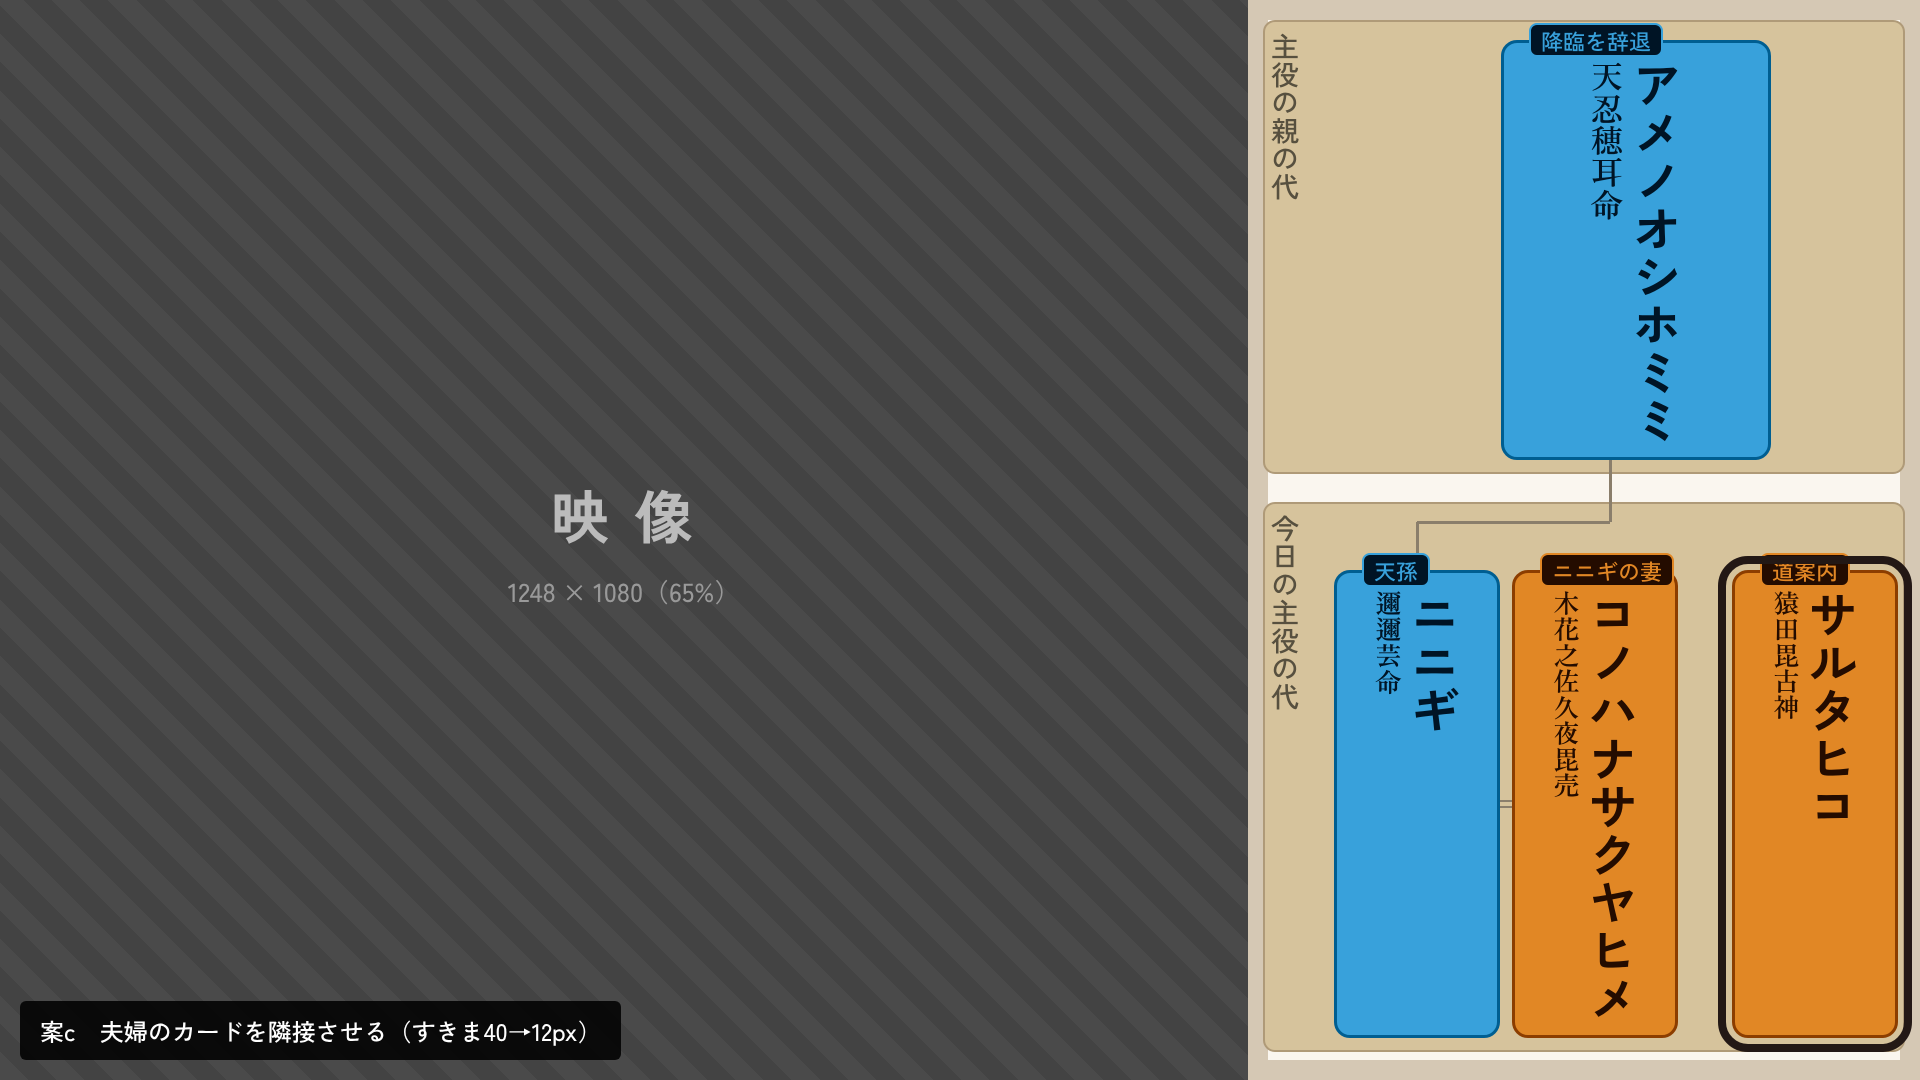 主役の親の代
降臨を辞退
アメノオシホミミ
天忍穂耳命
今日の主役の代
天孫
ニニギ
邇邇芸命
ニニギの妻
コノハナサクヤヒメ
木花之佐久夜毘売
道案内
サルタヒコ
猿田毘古神
映像
1248 × 1080（65%）
案c　夫婦のカードを隣接させる（すきま40→12px）